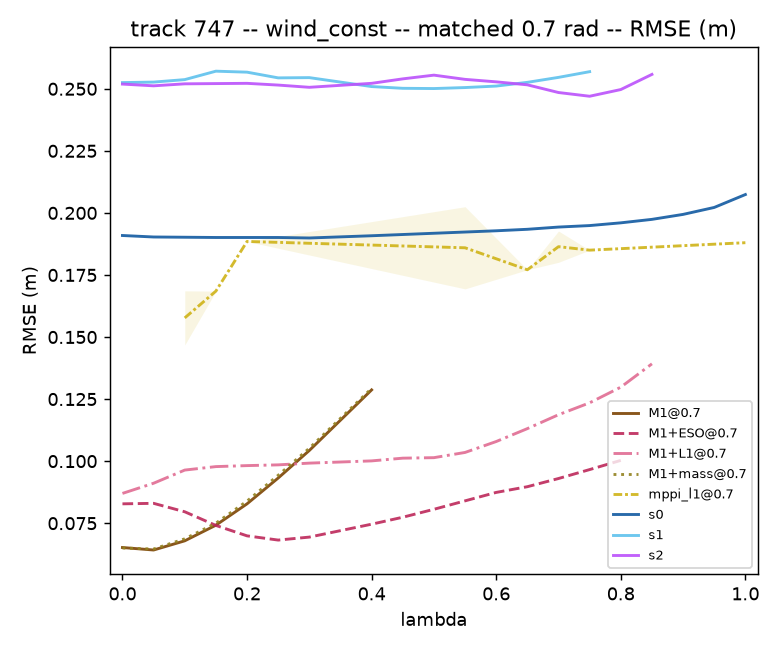 track 747 -- wind_const -- matched 0.7 rad -- RMSE (m)
RMSE (m)
0.250
0.225
0.200
0.175
0.150
0.125
0.100
0.075
M1@0.7
M1+ESO@0.7
M1+L1@0.7
M1+mass@0.7
mppi_l1@0.7
s0
s1
s2
0.0 0.2 0.4 0.6 0.8 1.0
lambda